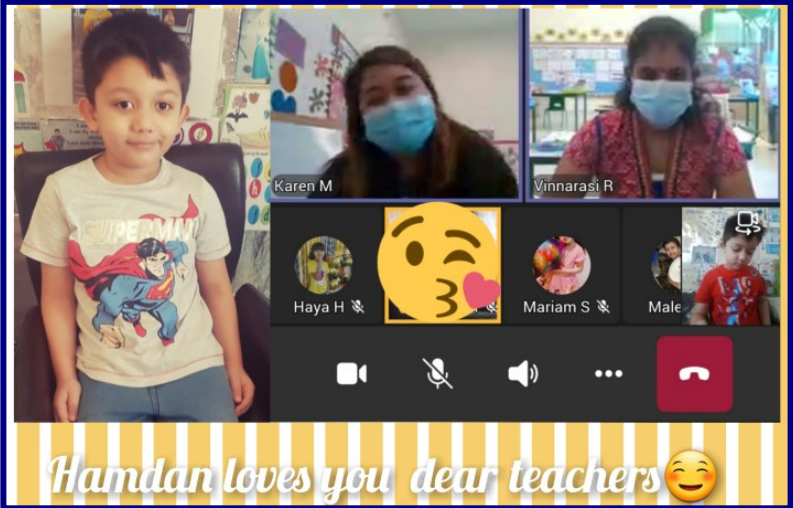 SUPERMAN
Karen M
Vinnarasi R
Haya H
Mariam S
Male
Hamdan loves you dear teachers